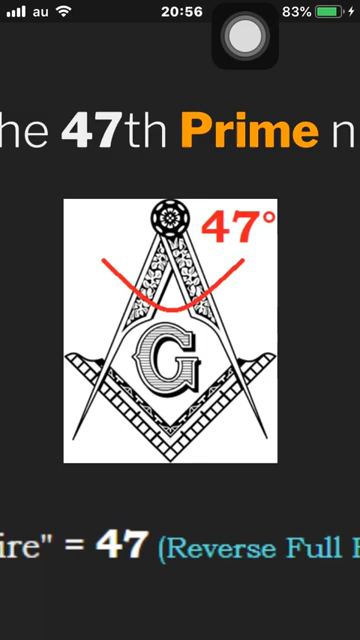 au 20:56 83%
he 47th Prime n
47°
G
ire" = 47 (Reverse Full